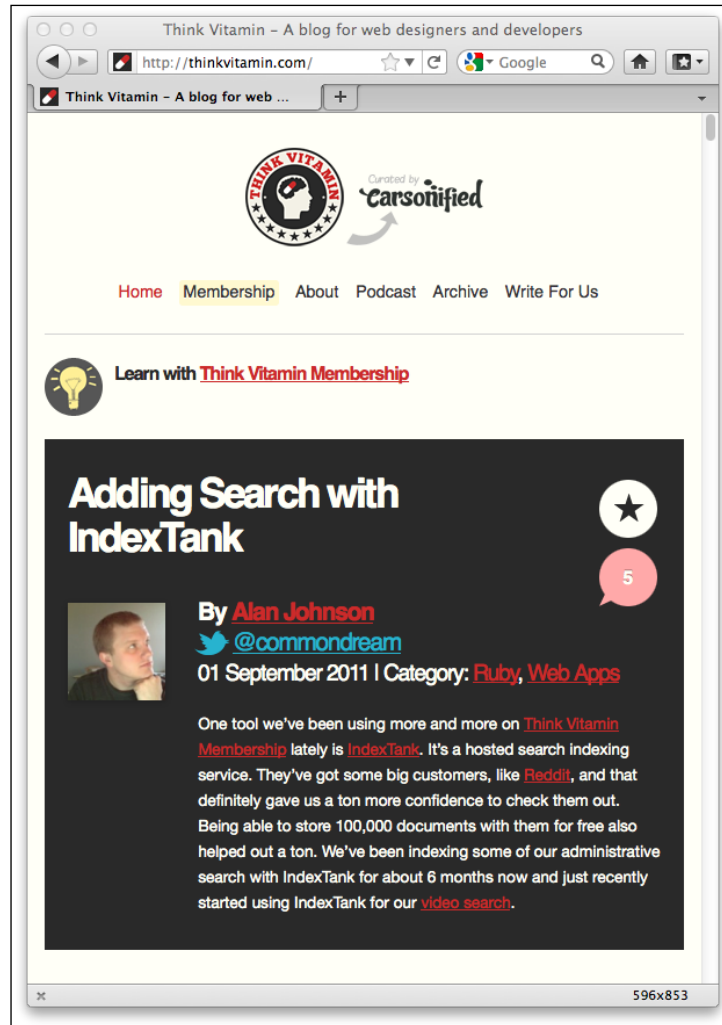 Think Vitamin – A blog for web designers and developers
http://thinkvitamin.com/
Google
Think Vitamin – A blog for web ...
THINK VITAMIN
Curated by
Carsonified
Home Membership About Podcast Archive Write For Us
Learn with Think Vitamin Membership
Adding Search with
IndexTank
5
By Alan Johnson
@commondream
01 September 2011 | Category: Ruby, Web Apps
One tool we’ve been using more and more on Think Vitamin
Membership lately is IndexTank. It’s a hosted search indexing
service. They’ve got some big customers, like Reddit, and that
definitely gave us a ton more confidence to check them out.
Being able to store 100,000 documents with them for free also
helped out a ton. We’ve been indexing some of our administrative
search with IndexTank for about 6 months now and just recently
started using IndexTank for our video search.
596x853